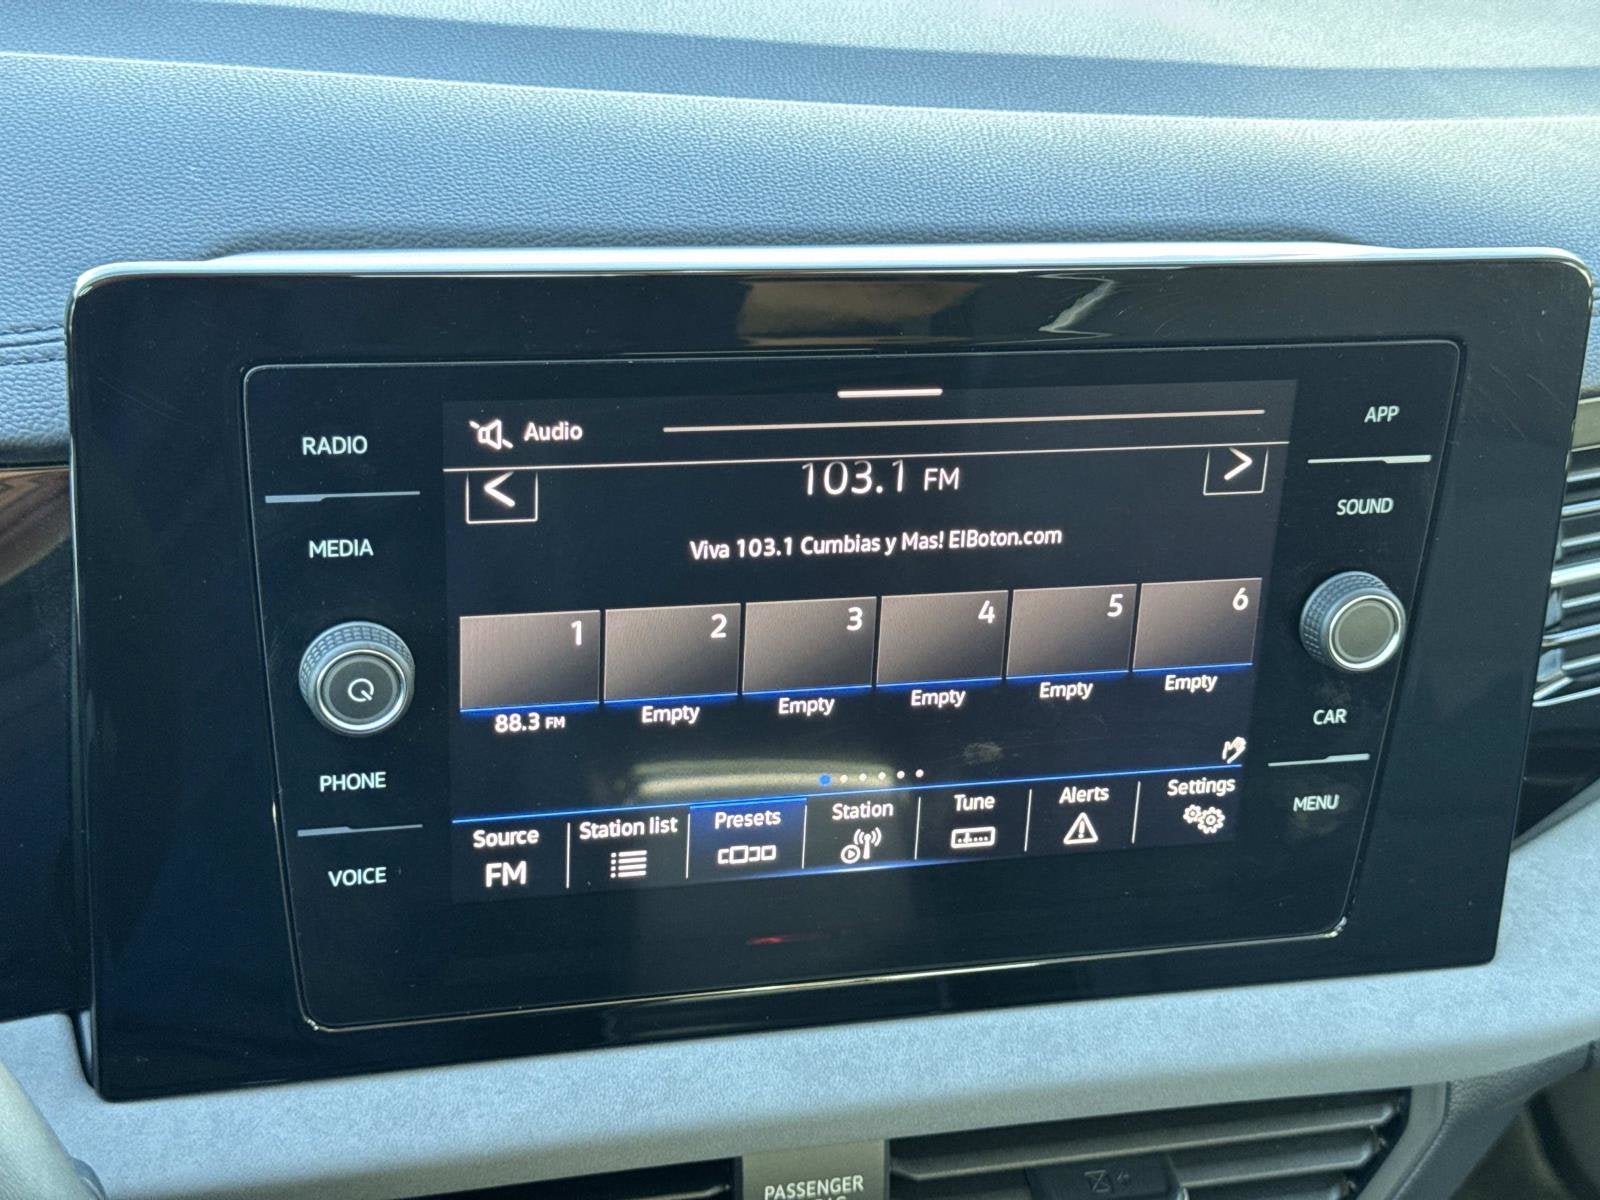 RADIO
MEDIA
PHONE
VOICE
Audio
103.1 FM
Viva 103.1 Cumbias y Mas! ElBoton.com
1 2 3 4 5 6
88.3 FM Empty Empty Empty Empty Empty
Source Station list Presets Station Tune Alerts Settings
FM
APP
SOUND
CAR
MENU
PASSENGER